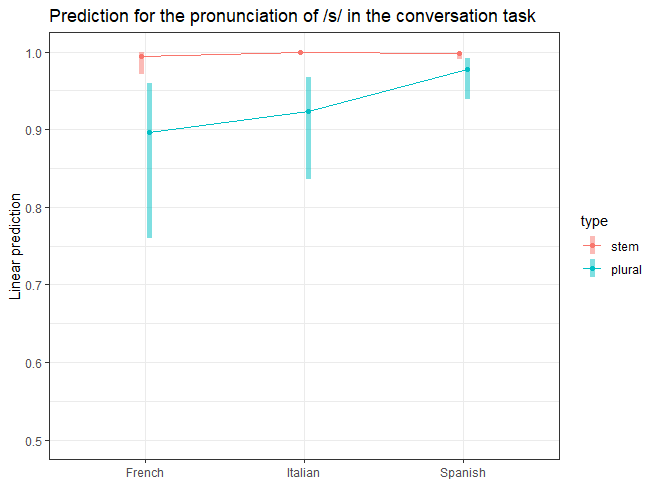 Prediction for the pronunciation of /s/ in the conversation task
1.0
0.9
0.8
0.7
0.6
0.5
Linear prediction
French
Italian
Spanish
type
stem
plural